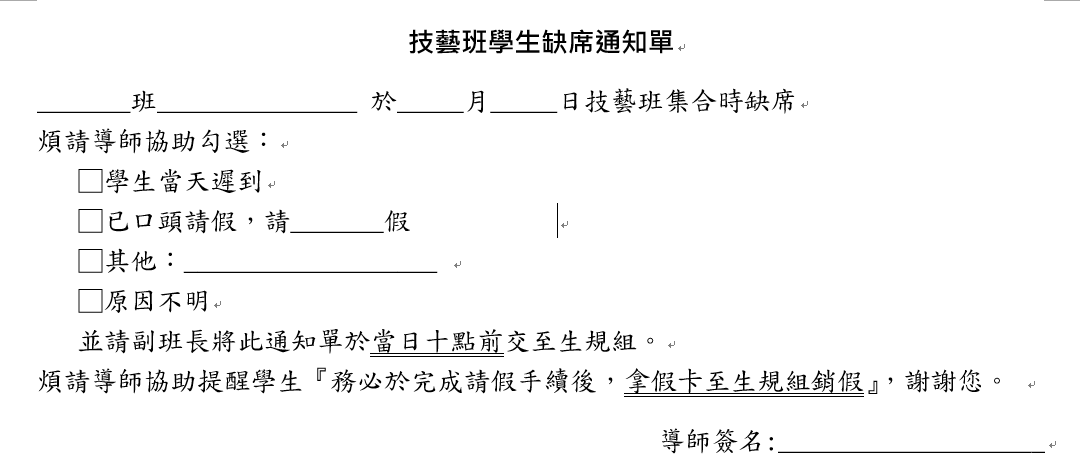 技藝班學生缺席通知單
_______班_______________ 於_____月_____日技藝班集合時缺席
煩請導師協助勾選：
□學生當天遲到
□已口頭請假，請_______假
□其他：___________________
□原因不明
並請副班長將此通知單於當日十點前交至生規組。
煩請導師協助提醒學生『務必於完成請假手續後，拿假卡至生規組銷假』，謝謝您。
導師簽名:____________________